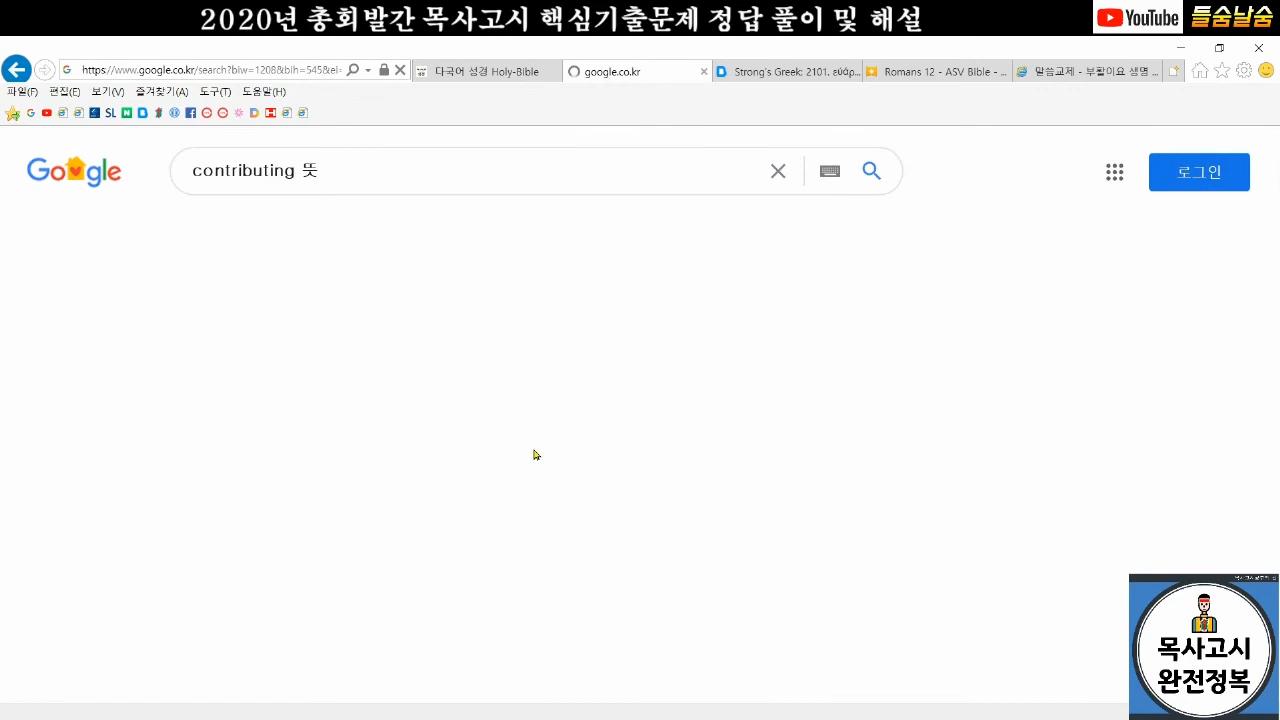 2020년 총회발간 목사고시 핵심기출문제 정답 풀이 및 해설
YouTube 들숨날숨
https://www.google.co.kr/search?biw=1208&bih=545&ei=
다국어 성경 Holy-Bible
google.co.kr
Strong's Greek: 2101. εὐάρ...
Romans 12 - ASV Bible - ...
말씀교제 - 부활이요 생명 ...
파일(F) 편집(E) 보기(V) 즐겨찾기(A) 도구(T) 도움말(H)
SL
Google
contributing 뜻
로그인
목사고시
완전정복